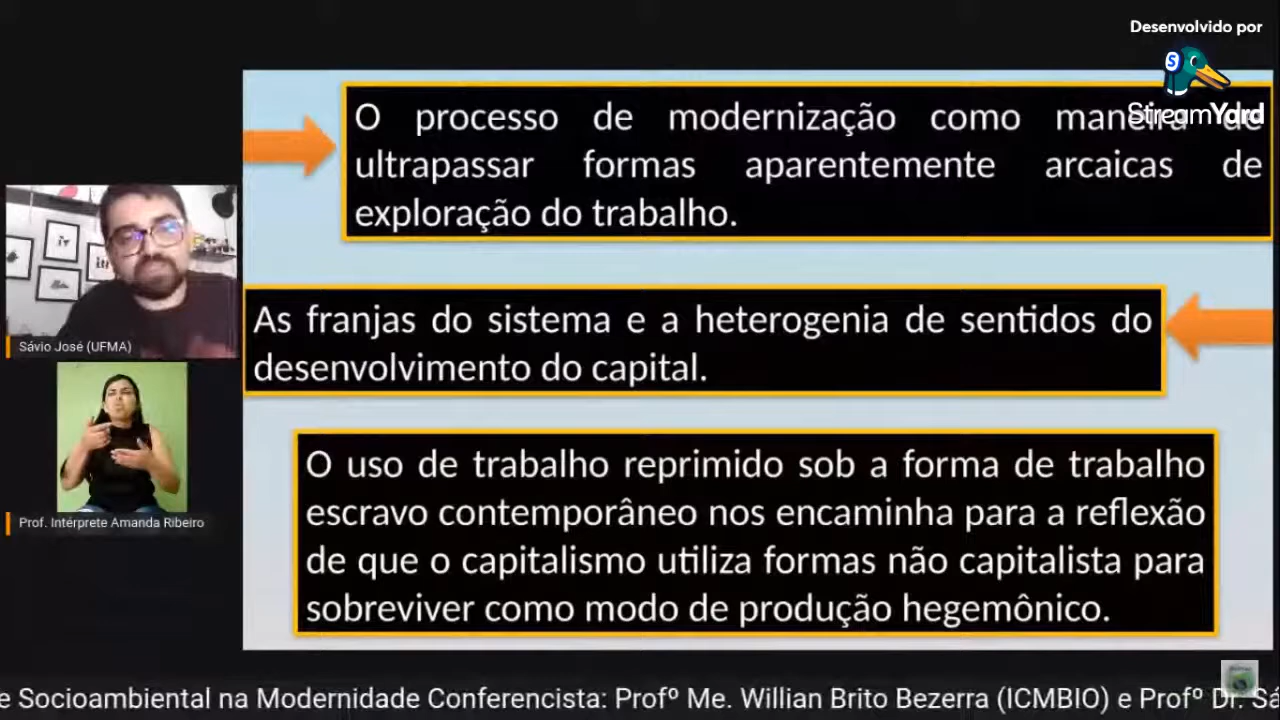 Desenvolvido por
StreamYard
O processo de modernização como maneira de
ultrapassar formas aparentemente arcaicas de
exploração do trabalho.
As franjas do sistema e a heterogenia de sentidos do
desenvolvimento do capital.
O uso de trabalho reprimido sob a forma de trabalho
escravo contemporâneo nos encaminha para a reflexão
de que o capitalismo utiliza formas não capitalista para
sobreviver como modo de produção hegemônico.
Sávio José (UFMA)
Prof. Intérprete Amanda Ribeiro
e Socioambiental na Modernidade Conferencista: Profº Me. Willian Brito Bezerra (ICMBIO) e Profº Dr. Sá